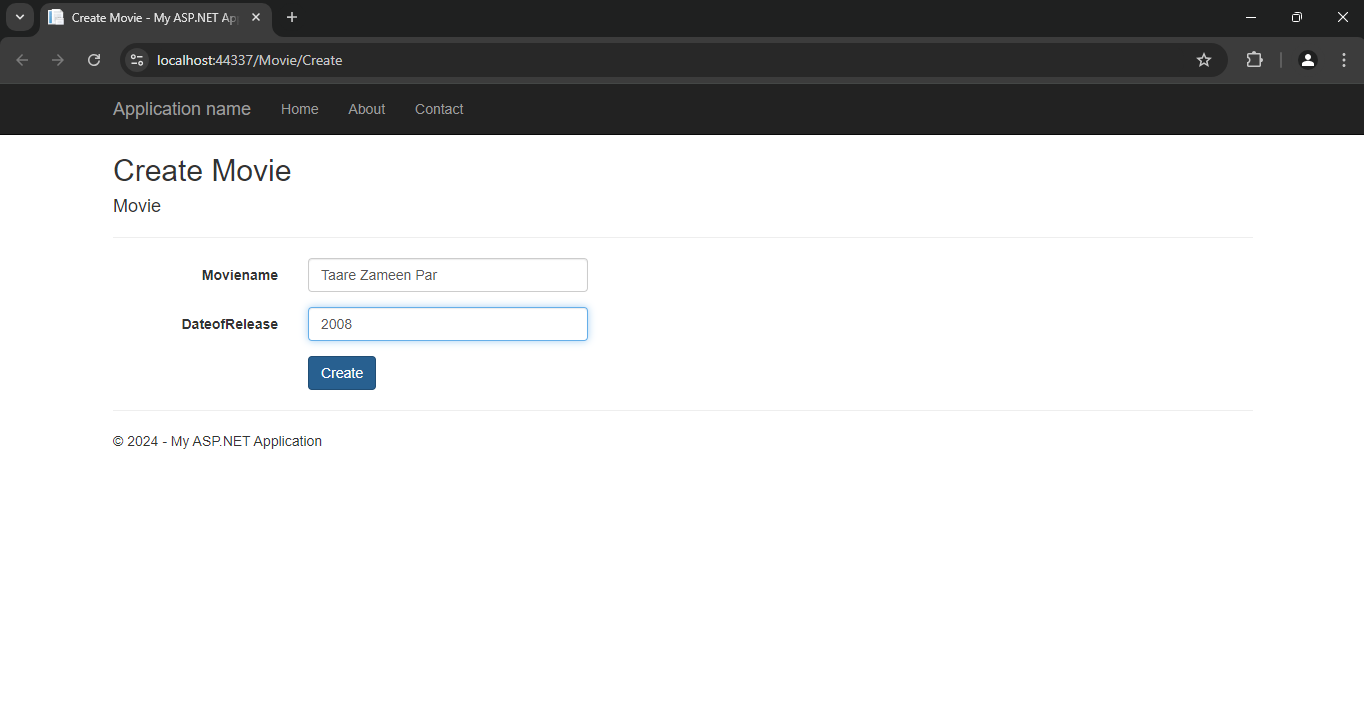 Create Movie - My ASP.NET Ap
localhost:44337/Movie/Create
Application name Home About Contact
Create Movie
Movie
Moviename Taare Zameen Par
DateofRelease 2008
Create
© 2024 - My ASP.NET Application